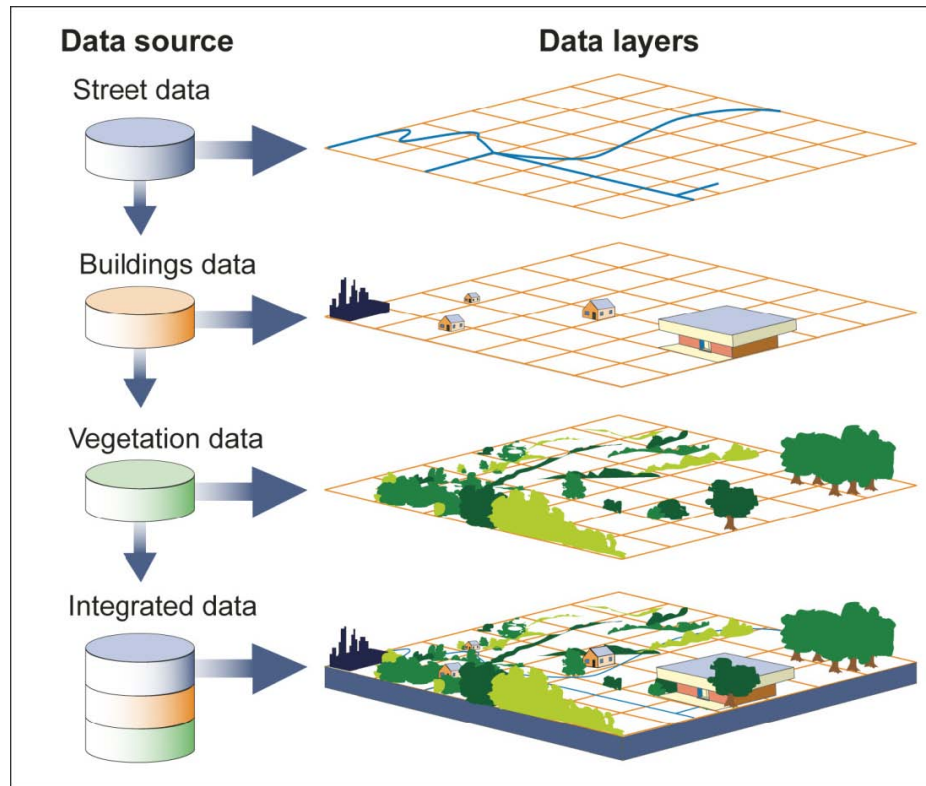 Data source
Data layers
Street data
Buildings data
Vegetation data
Integrated data